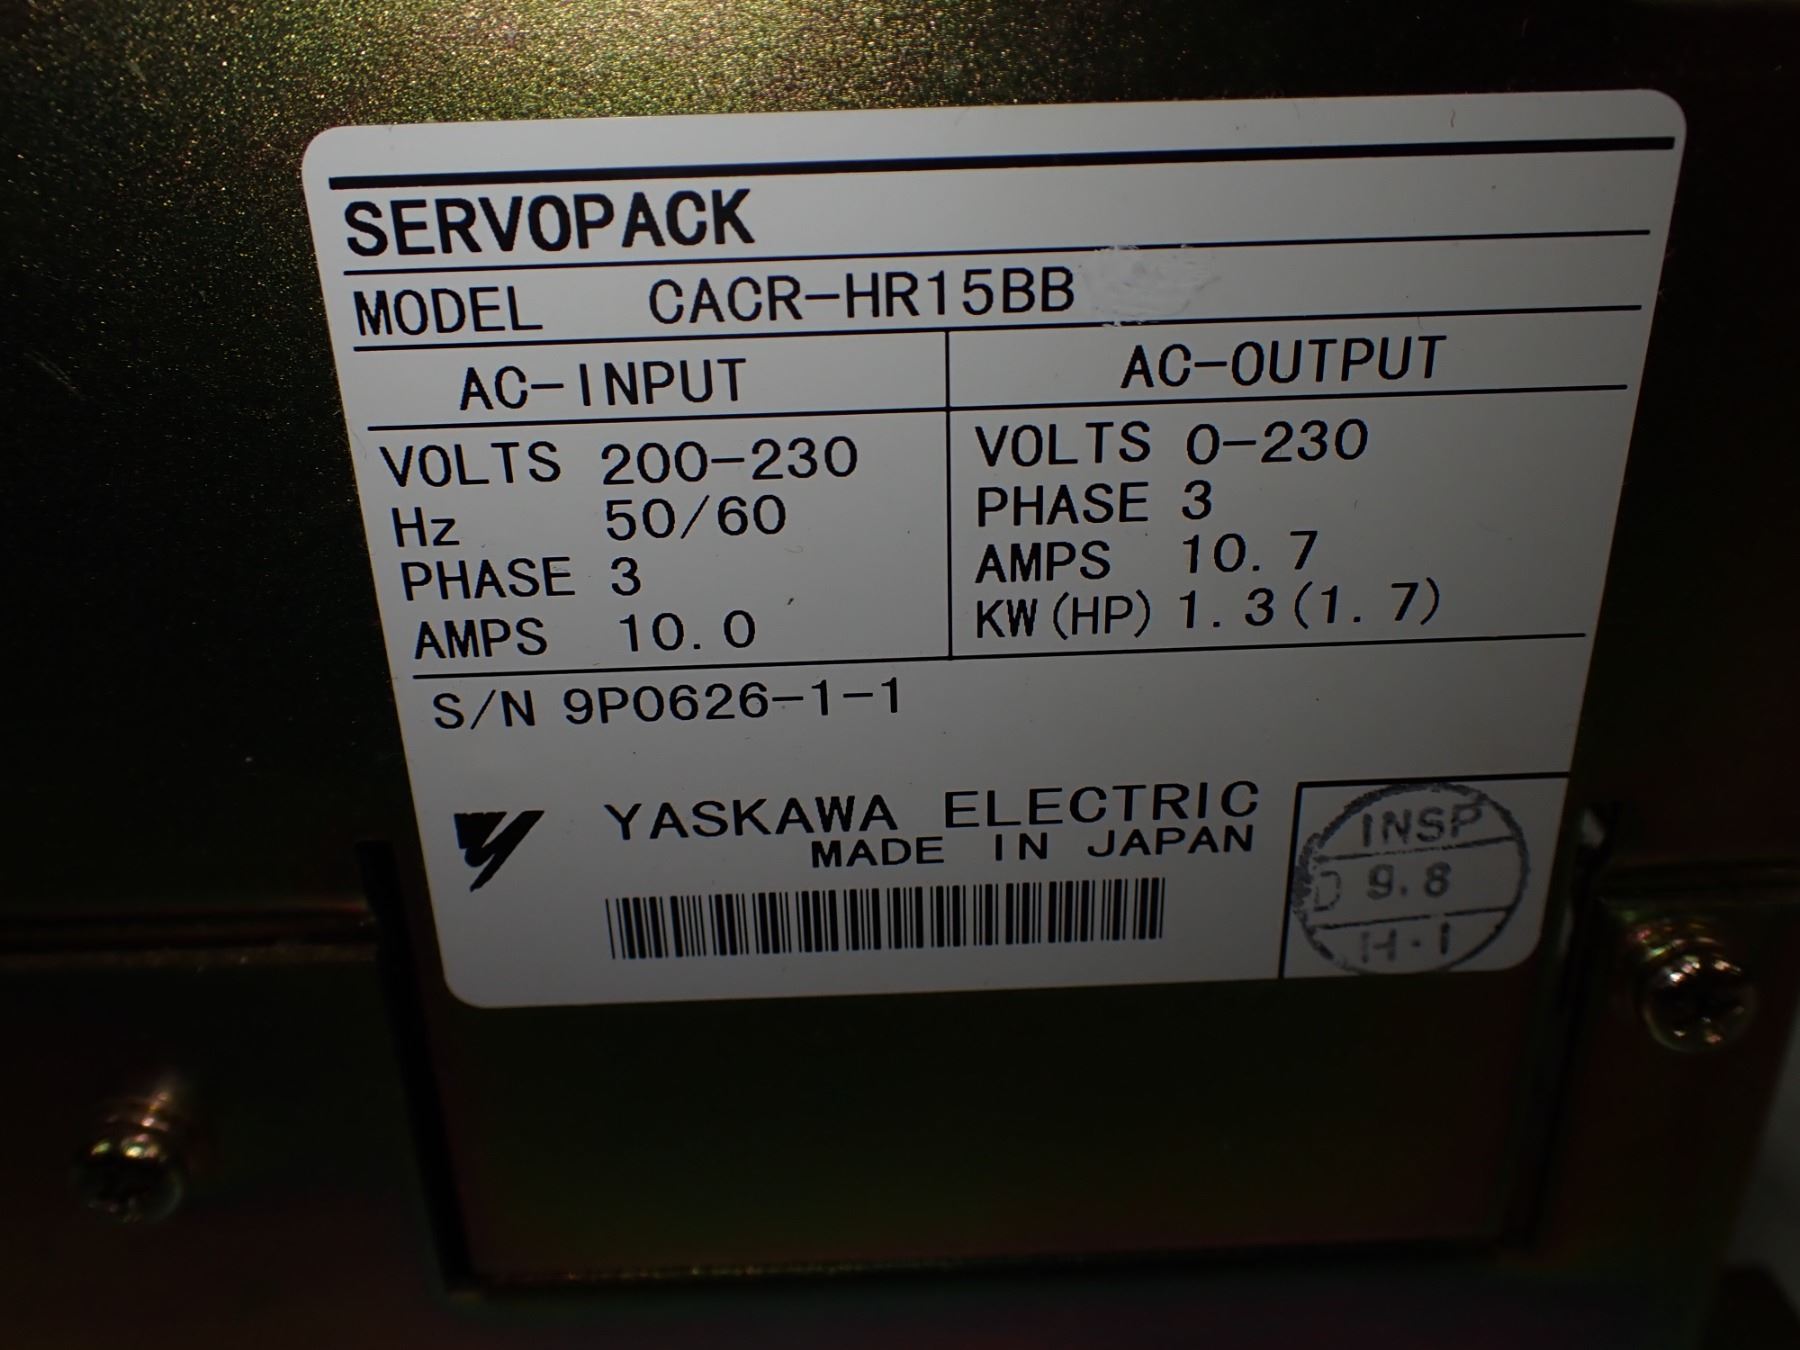 SERVOPACK
MODEL CACR-HR15BB
AC-INPUT
VOLTS 200-230
Hz 50/60
PHASE 3
AMPS 10.0
AC-OUTPUT
VOLTS 0-230
PHASE 3
AMPS 10.7
KW(HP) 1.3(1.7)
S/N 9P0626-1-1
YASKAWA ELECTRIC
MADE IN JAPAN
INSP
9.8
H.I